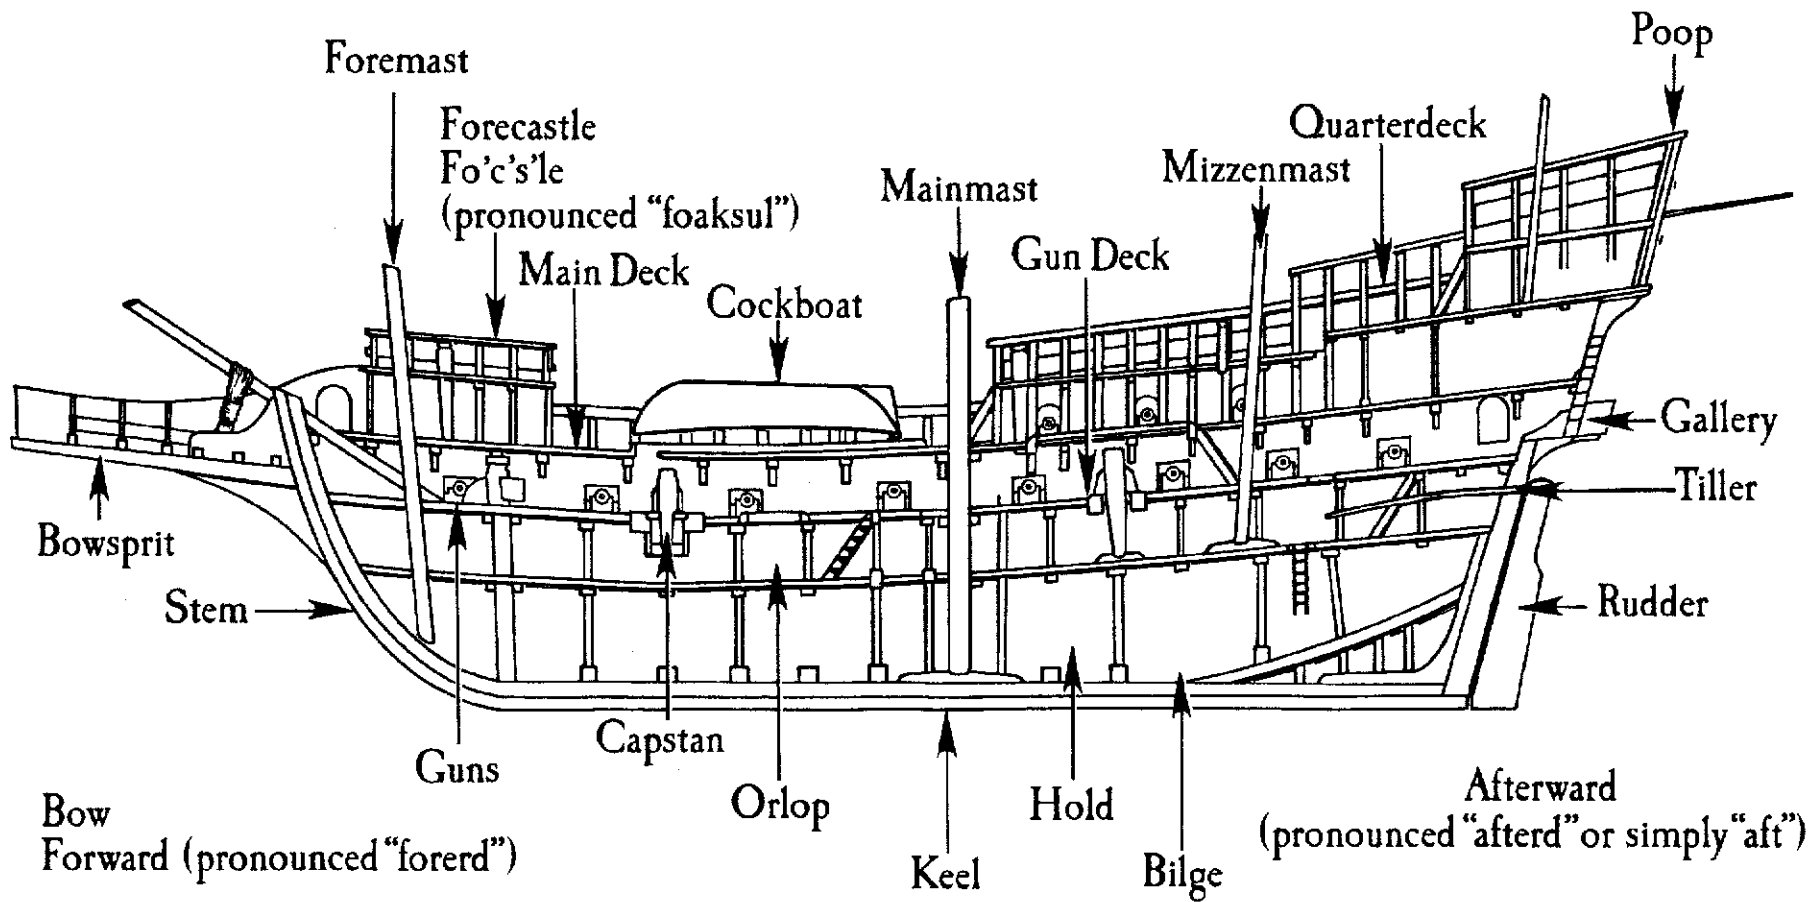 Poop
Foremast
Quarterdeck
Forecastle
Fo'c's'le
(pronounced “foaksul”)
Mizzenmast
Mainmast
Gun Deck
Main Deck
Cockboat
Gallery
Tiller
Bowsprit
Stem
Rudder
Capstan
Guns
Orlop
Hold
Keel
Bilge
Bow
Forward (pronounced “forerd”)
Afterward
(pronounced “afterd” or simply “aft”)